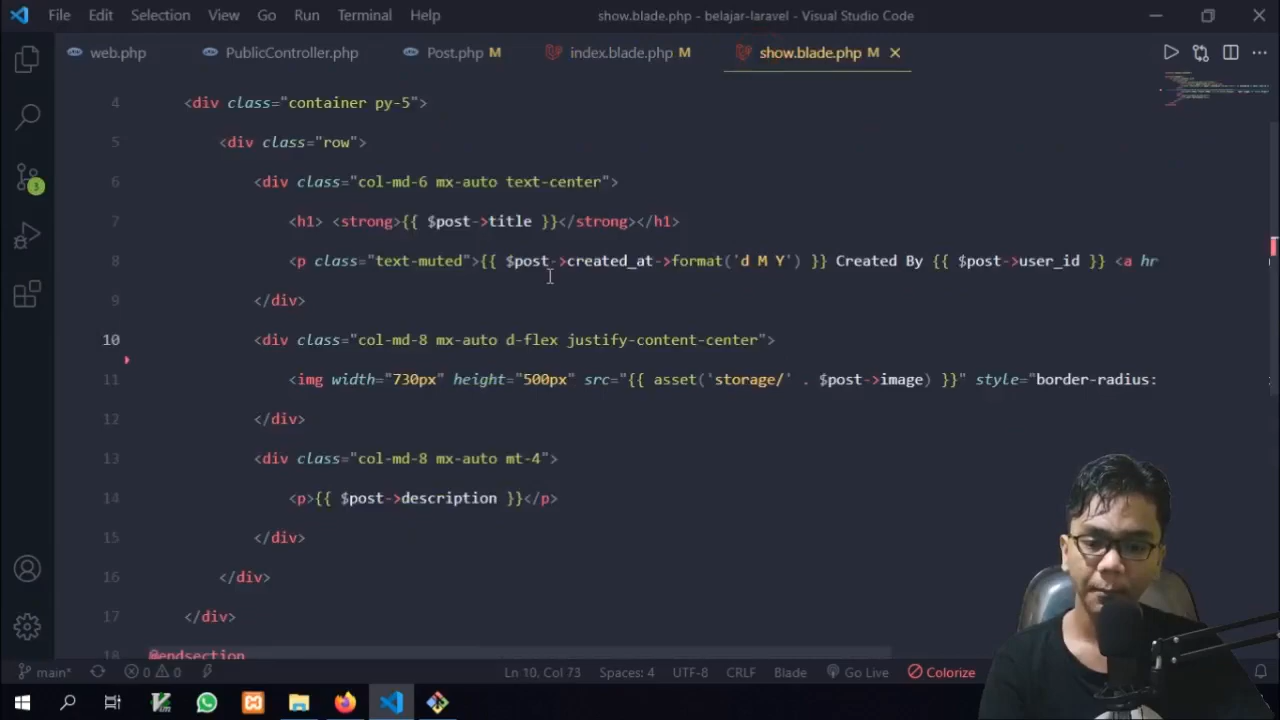 File Edit Selection View Go Run Terminal Help show.blade.php - belajar-laravel - Visual Studio Code
web.php PublicController.php Post.php M index.blade.php M show.blade.php M
4 <div class="container py-5">
5 <div class="row">
6 <div class="col-md-6 mx-auto text-center">
7 <h1> <strong>{{ $post->title }}</strong></h1>
8 <p class="text-muted">{{ $post->created_at->format('d M Y') }} Created By {{ $post->user_id }} <a hr
9 </div>
10 <div class="col-md-8 mx-auto d-flex justify-content-center">
11 <img width="730px" height="500px" src="{{ asset('storage/' . $post->image) }}" style="border-radius:
12 </div>
13 <div class="col-md-8 mx-auto mt-4">
14 <p>{{ $post->description }}</p>
15 </div>
16 </div>
17 </div>
18 @endsection
3
main* 0 0 Ln 10, Col 73 Spaces: 4 UTF-8 CRLF Blade Go Live Colorize